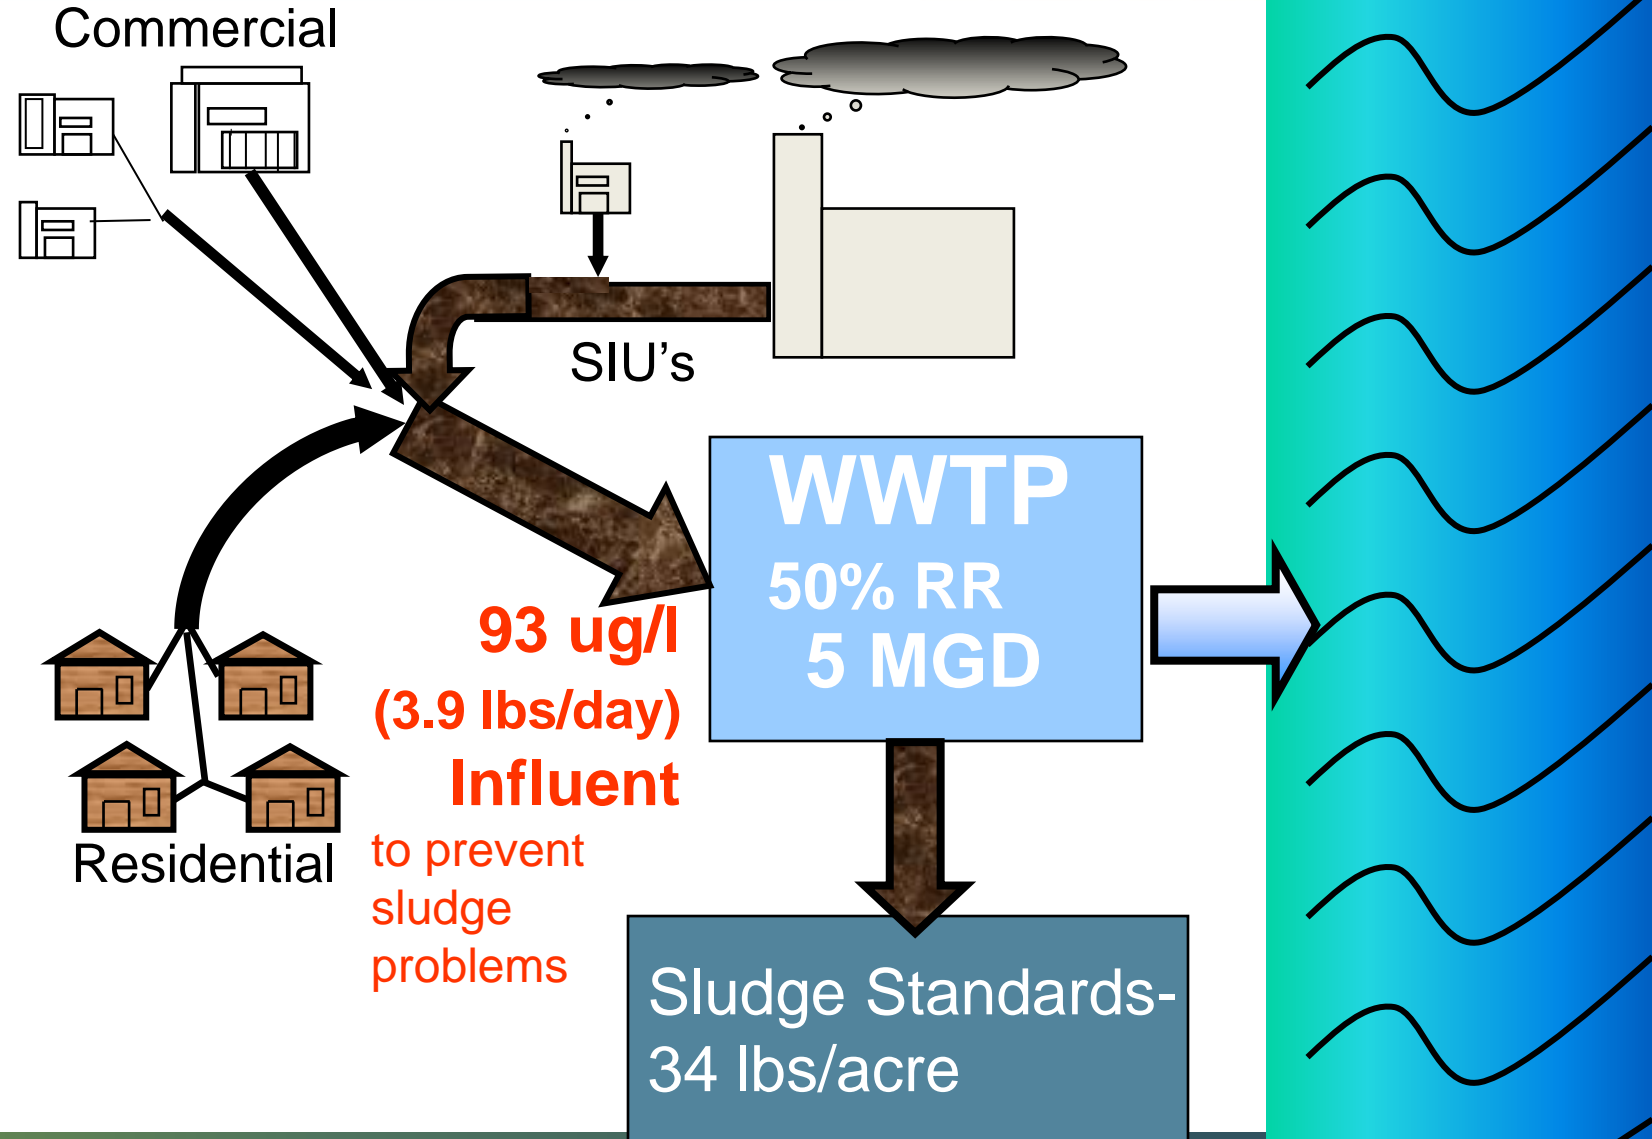 Commercial
SIU's
WWTP
50% RR
5 MGD
93 ug/l
(3.9 lbs/day)
Influent
to prevent
sludge
problems
Residential
Sludge Standards-
34 lbs/acre